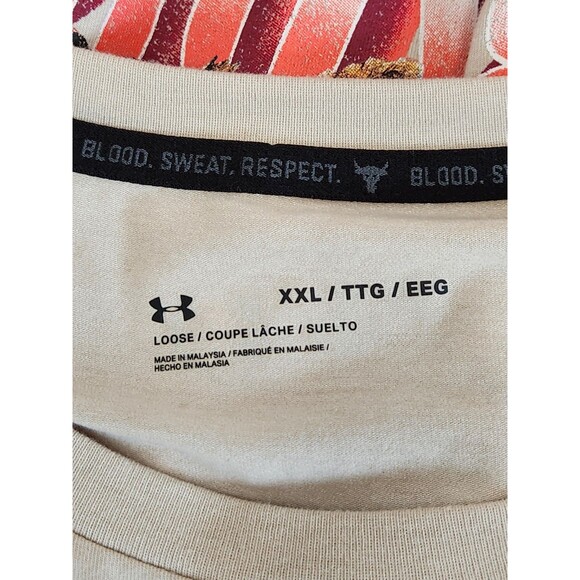 BLOOD. SWEAT. RESPECT. BLOOD. S
XXL / TTG / EEG
LOOSE / COUPE LÂCHE / SUELTO
MADE IN MALAYSIA / FABRIQUÉ EN MALAISIE /
HECHO EN MALASIA